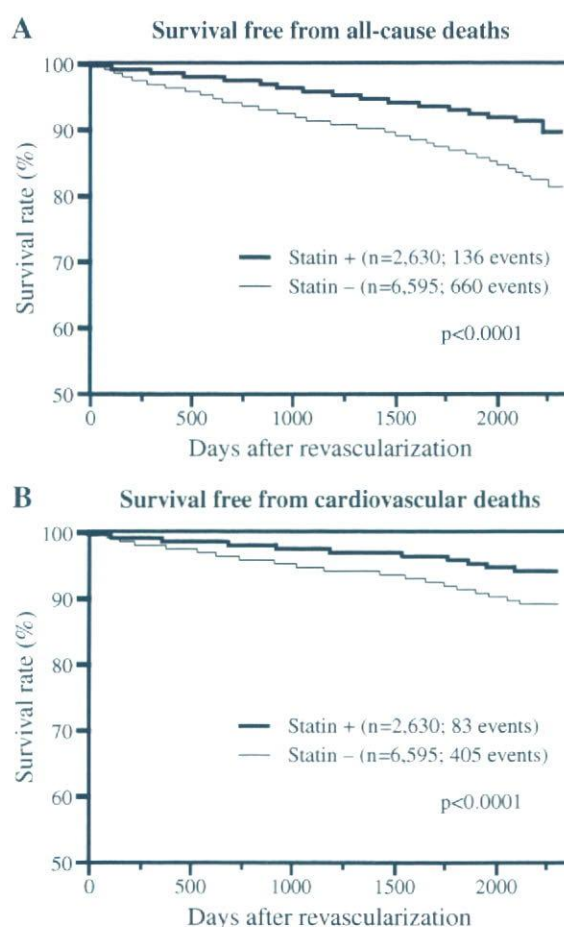 A Survival free from all-cause deaths
100
90
80
70
60
50
Survival rate (%)
Statin + (n=2,630; 136 events)
Statin – (n=6,595; 660 events)
p<0.0001
0 500 1000 1500 2000
Days after revascularization
B Survival free from cardiovascular deaths
100
90
80
70
60
50
Survival rate (%)
Statin + (n=2,630; 83 events)
Statin – (n=6,595; 405 events)
p<0.0001
0 500 1000 1500 2000
Days after revascularization